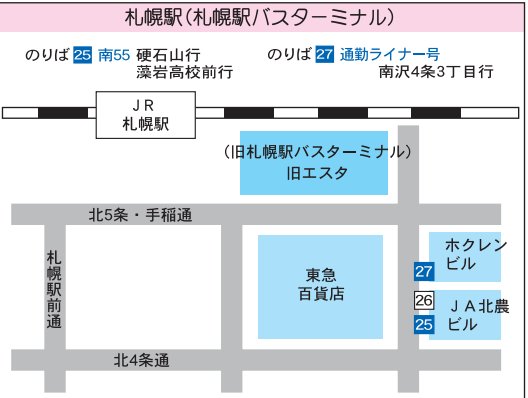 札幌駅（札幌駅バスターミナル）
のりば 25 南55 硬石山行
藻岩高校前行
のりば 27 通勤ライナー号
南沢4条3丁目行
ＪＲ
札幌駅
（旧札幌駅バスターミナル）
旧エスタ
北5条・手稲通
札幌駅前通
東急
百貨店
ホクレン
ビル
27
26
25
ＪＡ北農
ビル
北4条通